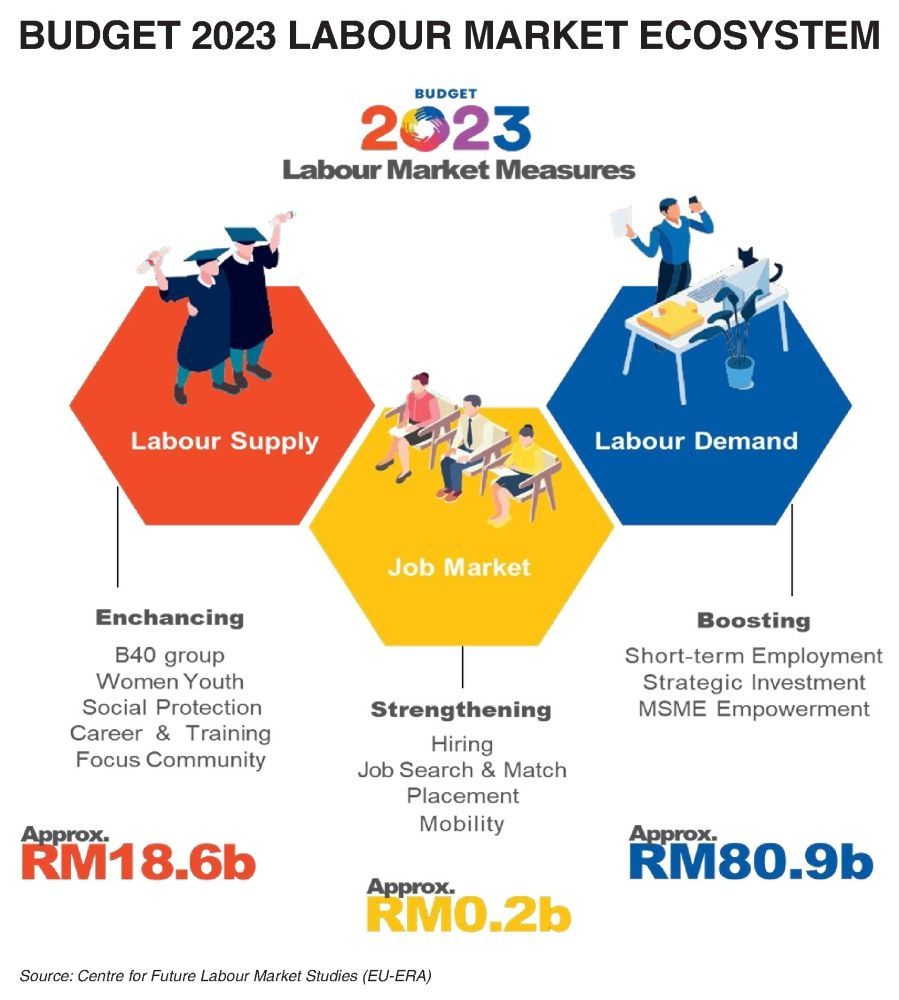 BUDGET 2023 LABOUR MARKET ECOSYSTEM
BUDGET
2023
Labour Market Measures
Labour Supply
Job Market
Labour Demand
Enchancing
B40 group
Women Youth
Social Protection
Career & Training
Focus Community
Approx.
RM18.6b
Strengthening
Hiring
Job Search & Match
Placement
Mobility
Approx.
RM0.2b
Boosting
Short-term Employment
Strategic Investment
MSME Empowerment
Approx.
RM80.9b
Source: Centre for Future Labour Market Studies (EU-ERA)